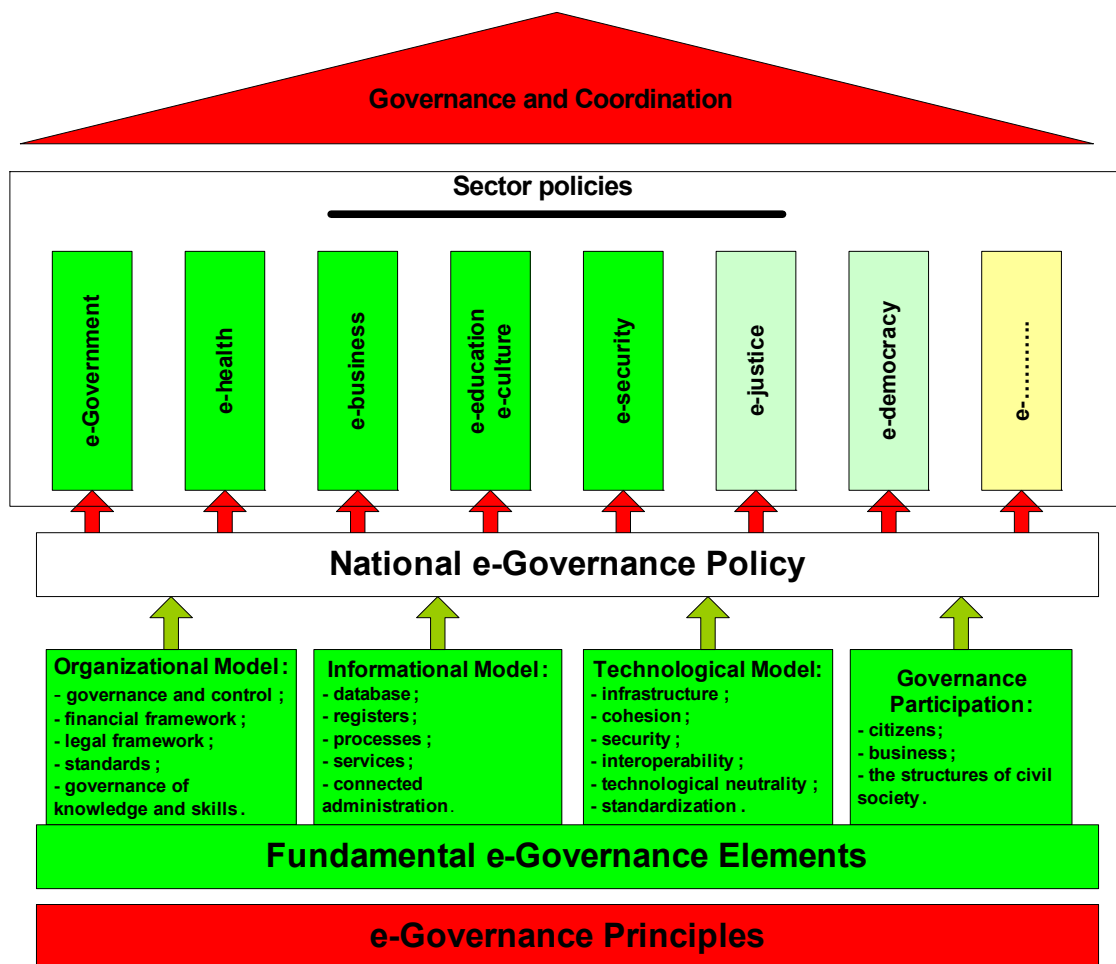 Governance and Coordination
Sector policies
e-Government
e-health
e-business
e-education
e-culture
e-security
e-justice
e-democracy
e-..........
National e-Governance Policy
Organizational Model:
- governance and control ;
- financial framework ;
- legal framework ;
- standards ;
- governance of
knowledge and skills.
Informational Model:
- database ;
- registers
- processes ;
- services ;
- connected
administration.
Technological Model:
- infrastructure ;
- cohesion ;
- security ;
- interoperability ;
- technological neutrality ;
- standardization .
Governance
Participation:
- citizens;
- business;
- the structures of civil
society.
Fundamental e-Governance Elements
e-Governance Principles